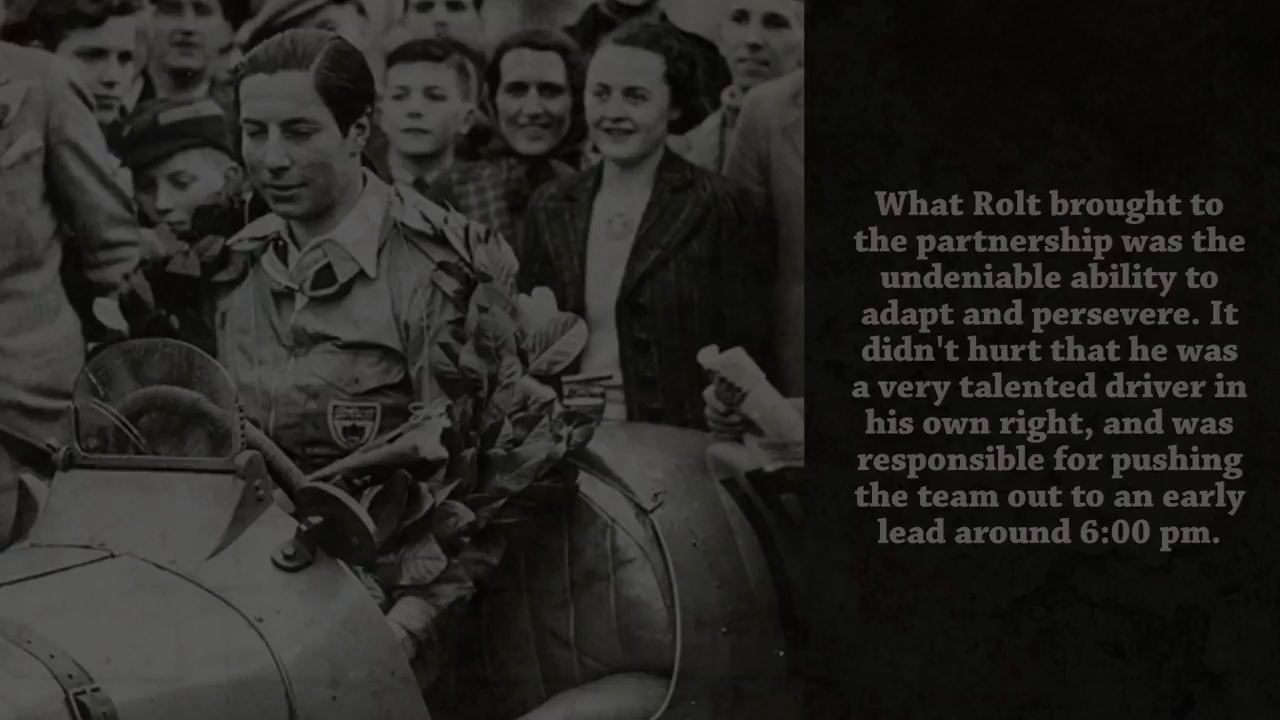 What Rolt brought to
the partnership was the
undeniable ability to
adapt and persevere. It
didn't hurt that he was
a very talented driver in
his own right, and was
responsible for pushing
the team out to an early
lead around 6:00 pm.